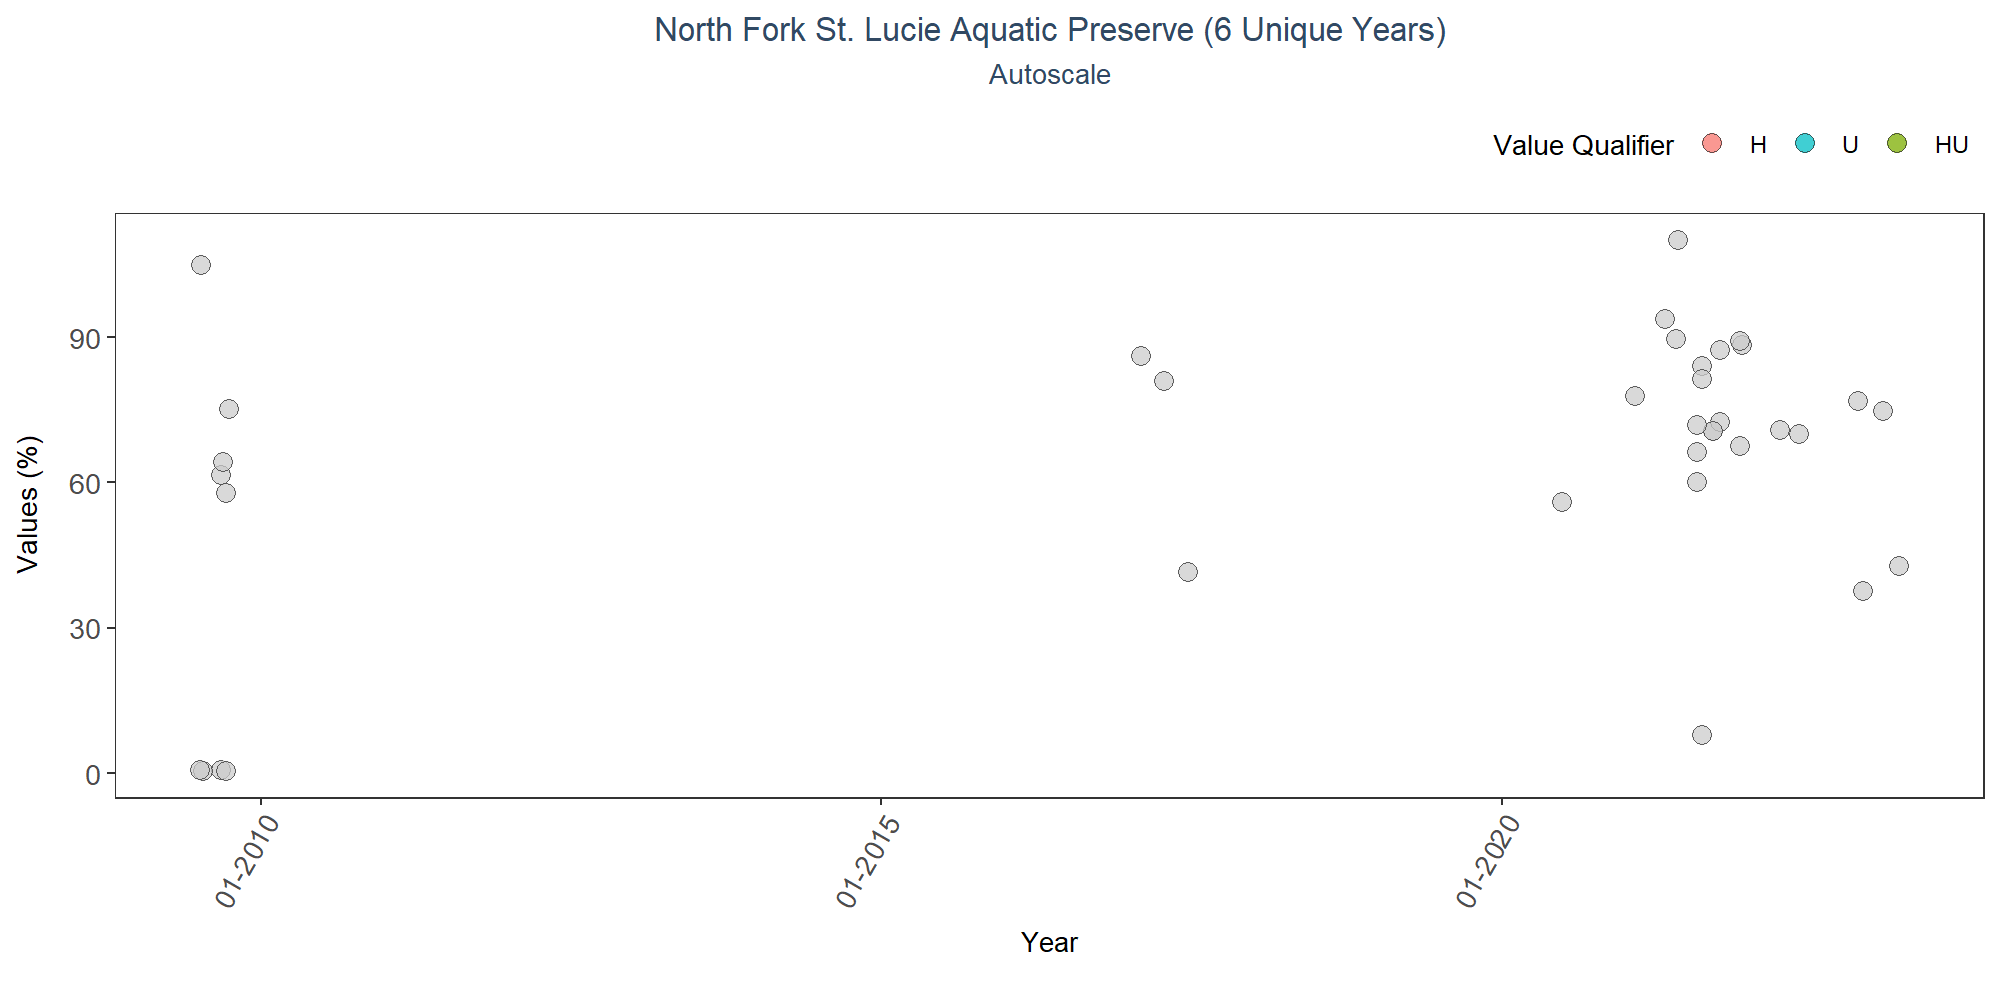 North Fork St. Lucie Aquatic Preserve (6 Unique Years)
Autoscale
Value Qualifier H U HU
Values (%)
90
60
30
0
01-2010 01-2015 01-2020
Year